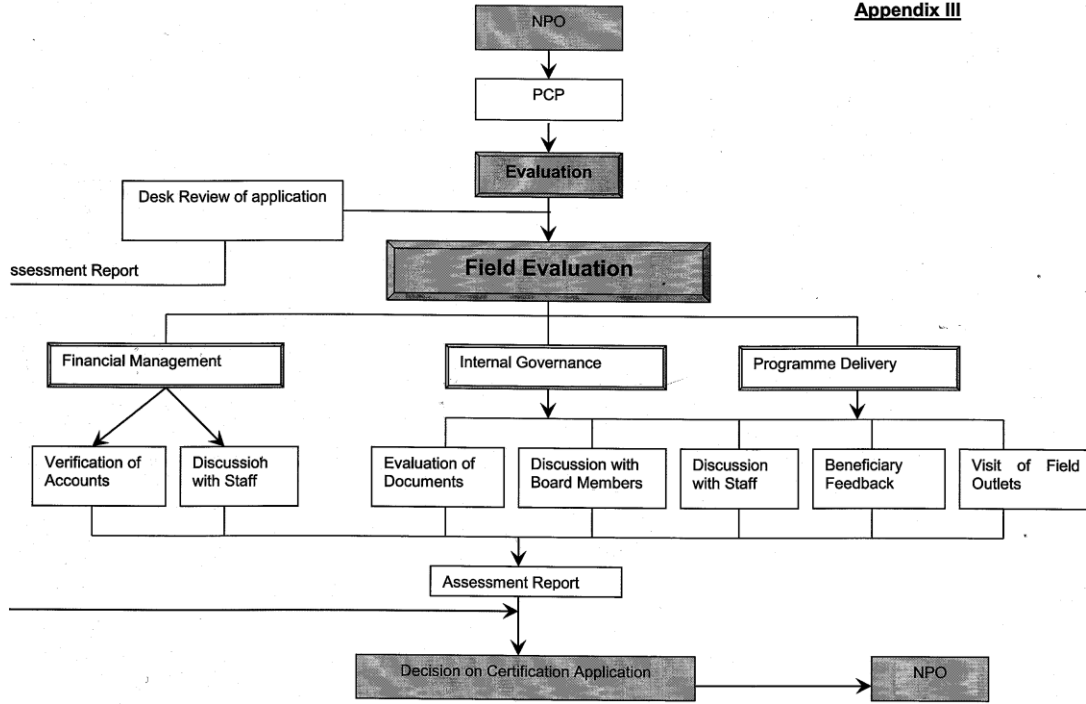 Appendix III
NPO
PCP
Evaluation
Desk Review of application
Field Evaluation
ssessment Report
Financial Management
Internal Governance
Programme Delivery
Verification of
Accounts
Discussioh
with Staff
Evaluation of
Documents
Discussion with
Board Members
Discussion
with Staff
Beneficiary
Feedback
Visit of Field
Outlets
Assessment Report
Decision on Certification Application
NPO